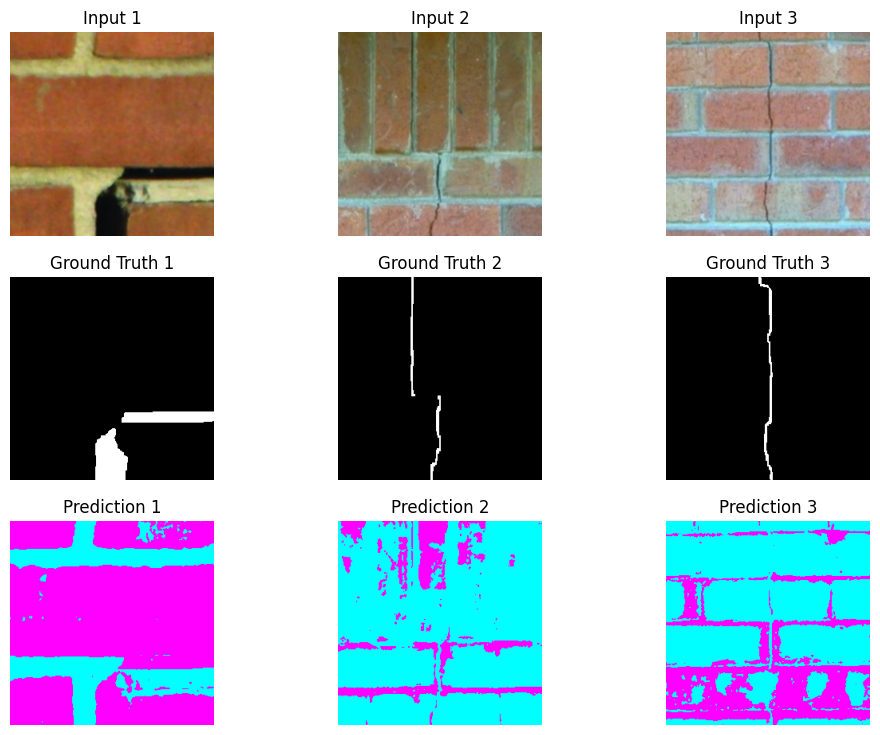 Input 1
Input 2
Input 3
Ground Truth 1
Ground Truth 2
Ground Truth 3
Prediction 1
Prediction 2
Prediction 3